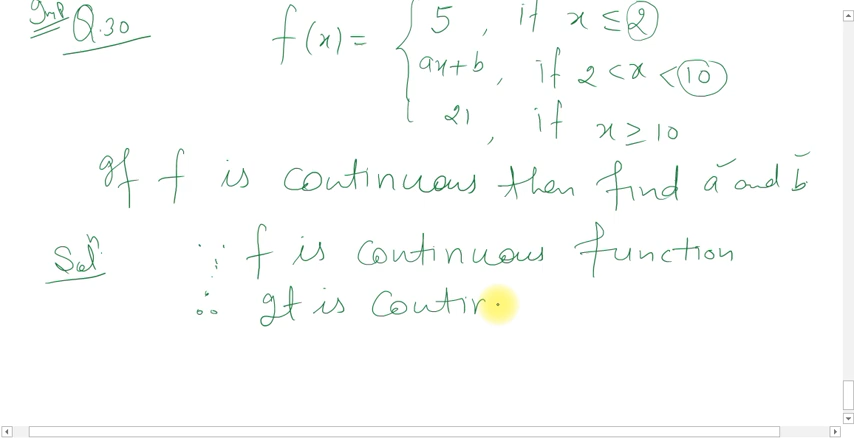 Imp Q.30 f(x) = { 5 , if x ≤ 2
ax+b , if 2 < x < 10
21 , if x ≥ 10
If f is continuous then find a and b
Solⁿ ∵ f is continuous function
∴ It is contin